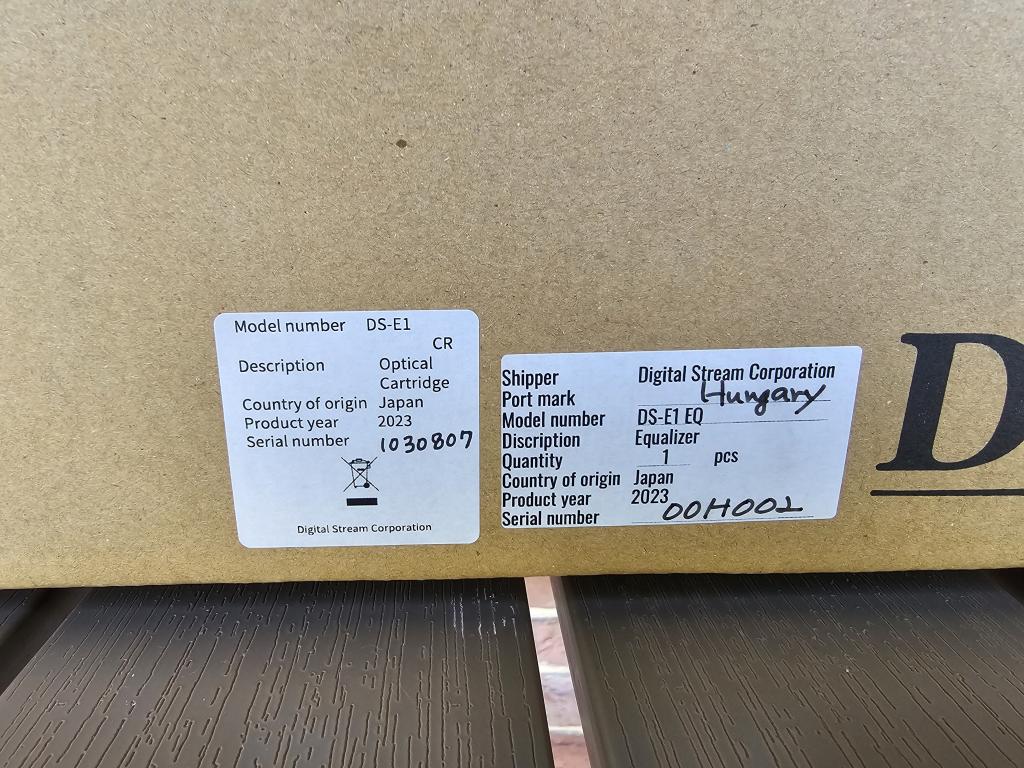 Model number DS-E1
CR
Description Optical
Cartridge
Country of origin Japan
Product year 2023
Serial number 1030807
Digital Stream Corporation
Shipper Digital Stream Corporation
Port mark Hungary
Model number DS-E1 EQ
Discription Equalizer
Quantity 1 pcs
Country of origin Japan
Product year 2023
Serial number 00H002
D